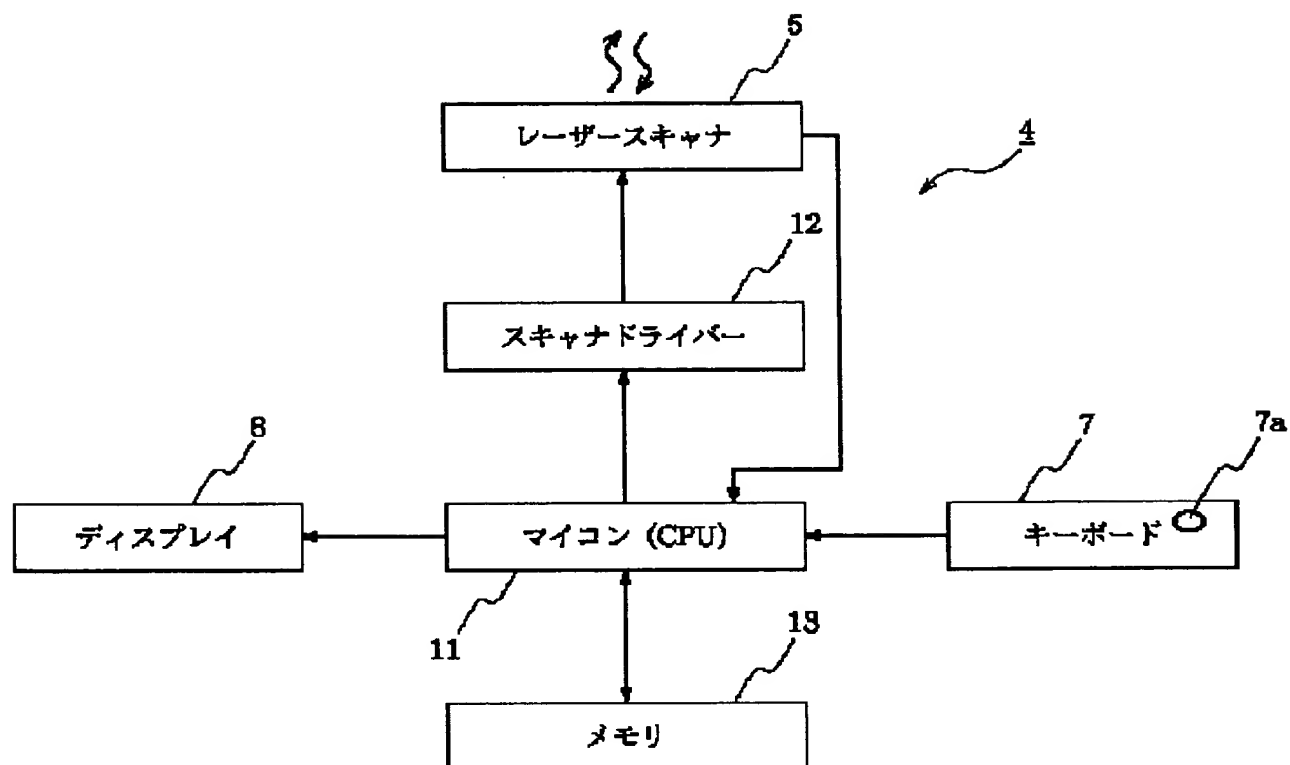 5
レーザースキャナ
4
12
スキャナドライバー
8
7
7a
ディスプレイ
マイコン (CPU)
キーボード
11
13
メモリ